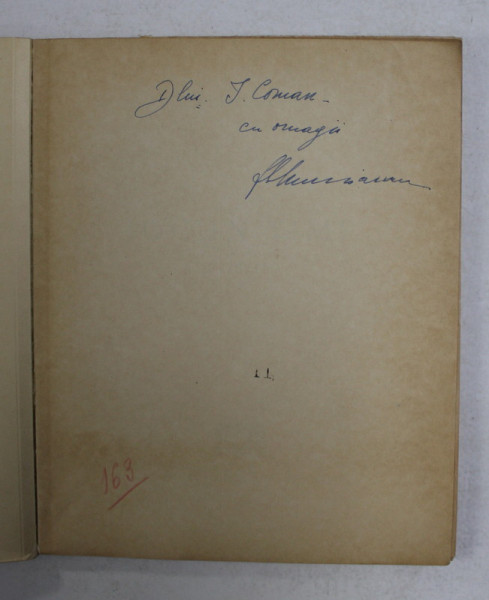 Dlui. I. Coman -
cu omagii
163